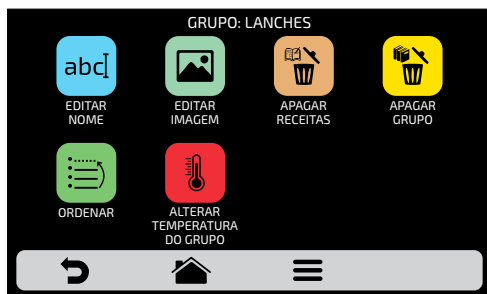 GRUPO: LANCHES
abc
EDITAR
NOME
EDITAR
IMAGEM
APAGAR
RECEITAS
APAGAR
GRUPO
ORDENAR
ALTERAR
TEMPERATURA
DO GRUPO